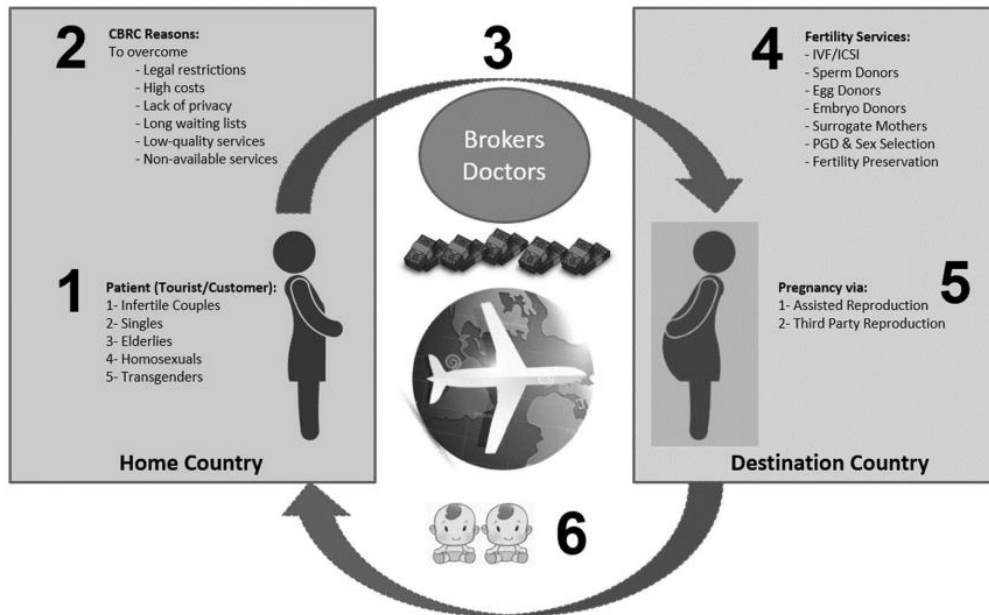 2
CBRC Reasons:
To overcome
- Legal restrictions
- High costs
- Lack of privacy
- Long waiting lists
- Low-quality services
- Non-available services
1
Patient (Tourist/Customer):
1- Infertile Couples
2- Singles
3- Elderlies
4- Homosexuals
5- Transgenders
Home Country
3
Brokers
Doctors
4
Fertility Services:
- IVF/ICSI
- Sperm Donors
- Egg Donors
- Embryo Donors
- Surrogate Mothers
- PGD & Sex Selection
- Fertility Preservation
5
Pregnancy via:
1- Assisted Reproduction
2- Third Party Reproduction
Destination Country
6